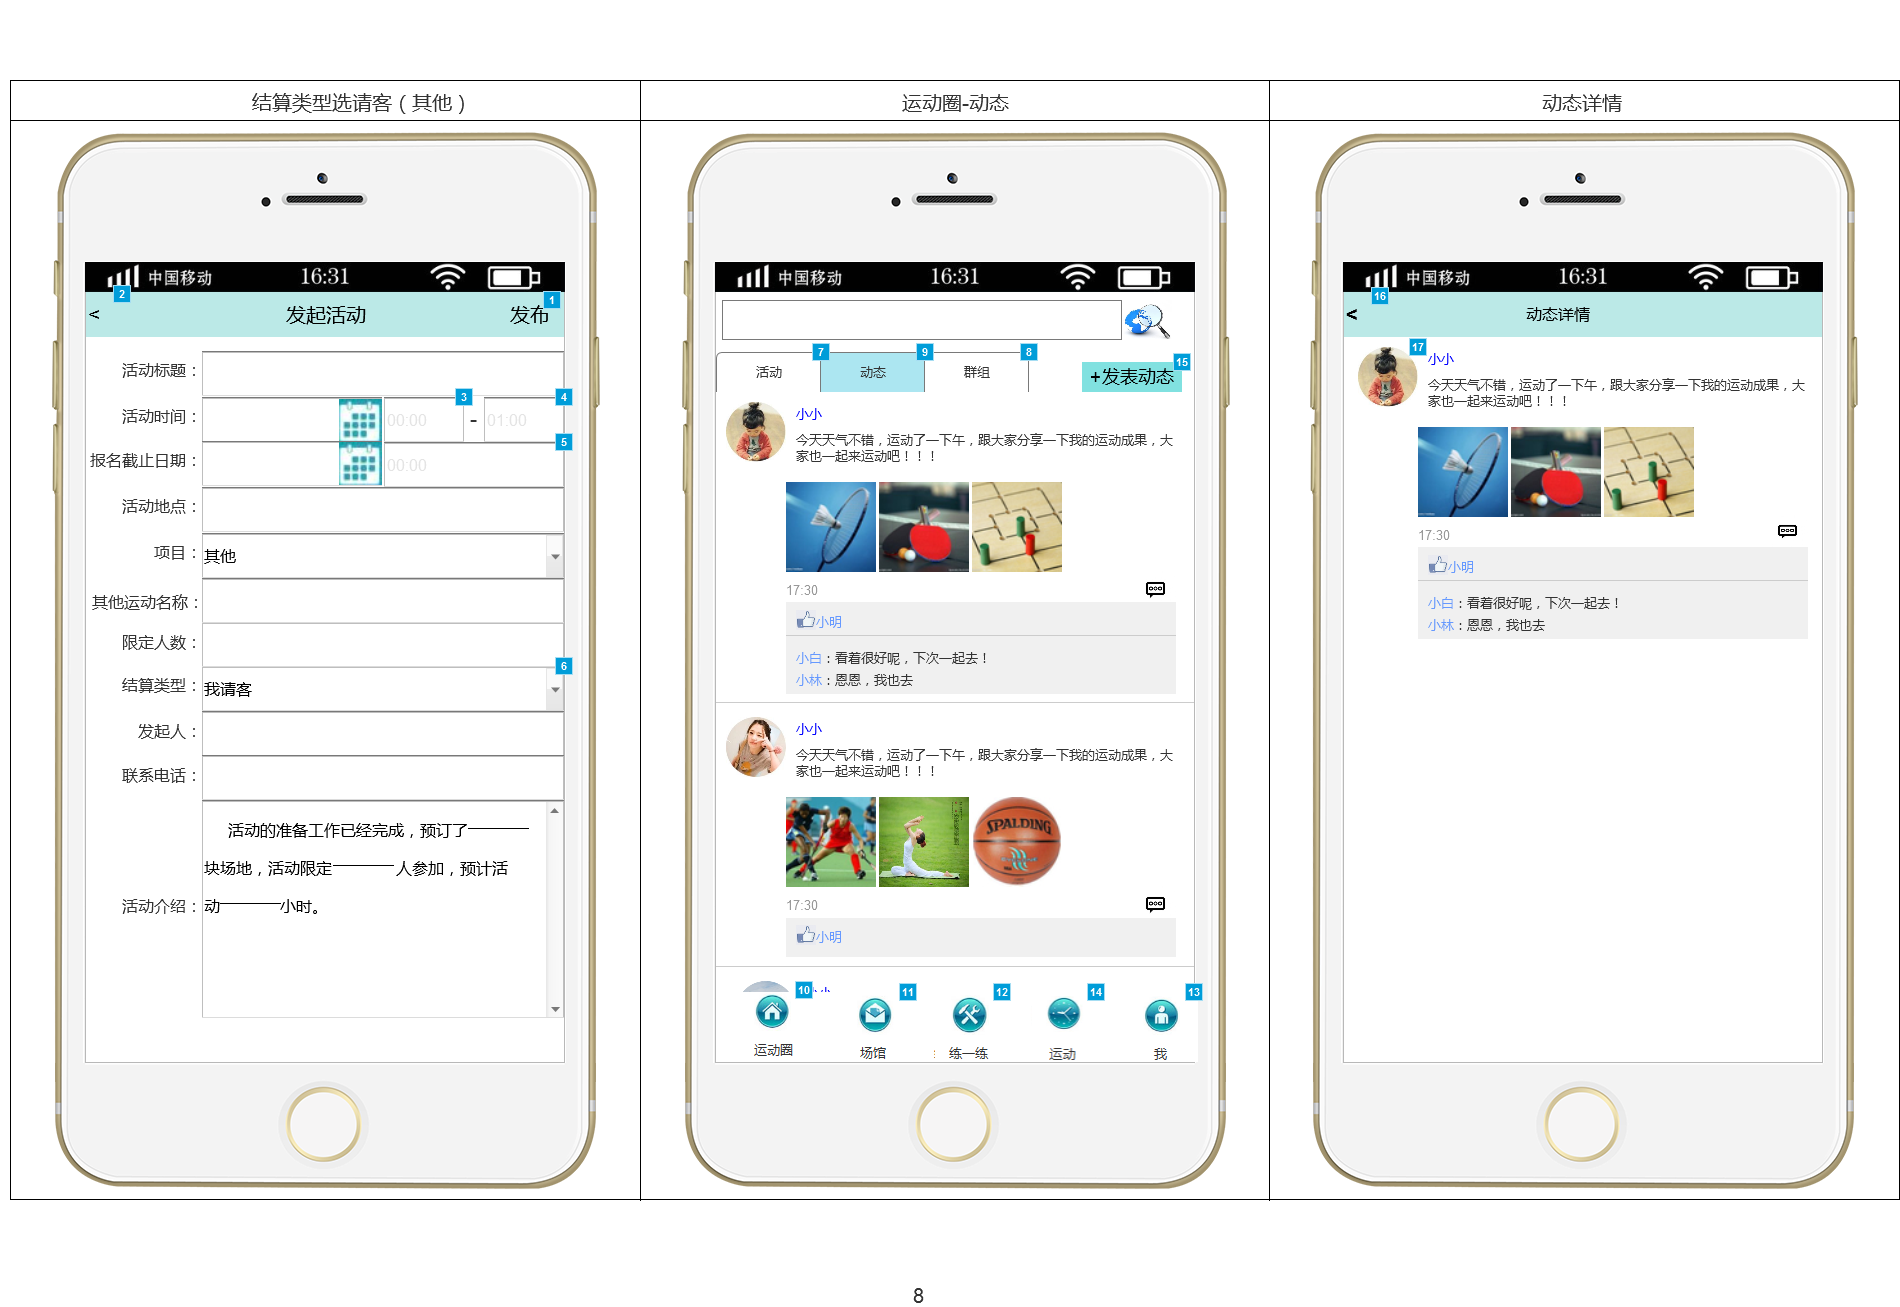 结算类型选请客（其他）
运动圈-动态
动态详情
中国移动
16:31
2
1
<
发起活动
发布
活动标题：
3
4
活动时间：
00:00
-
01:00
5
报名截止日期：
00:00
活动地点：
项目：
其他
其他运动名称：
限定人数：
6
结算类型：
我请客
发起人：
联系电话：
活动的准备工作已经完成，预订了
块场地，活动限定 人参加，预计活
活动介绍：
动 小时。
中国移动
16:31
7
9
8
15
活动
动态
群组
+发表动态
小小
今天天气不错，运动了一下午，跟大家分享一下我的运动成果，大
家也一起来运动吧！！！
17:30
小明
小白：看着很好呢，下次一起去！
小林：恩恩，我也去
小小
今天天气不错，运动了一下午，跟大家分享一下我的运动成果，大
家也一起来运动吧！！！
SPALDING
17:30
小明
10
11
12
14
13
运动圈
场馆
练一练
运动
我
中国移动
16:31
16
<
动态详情
17
小小
今天天气不错，运动了一下午，跟大家分享一下我的运动成果，大
家也一起来运动吧！！！
17:30
小明
小白：看着很好呢，下次一起去！
小林：恩恩，我也去
8